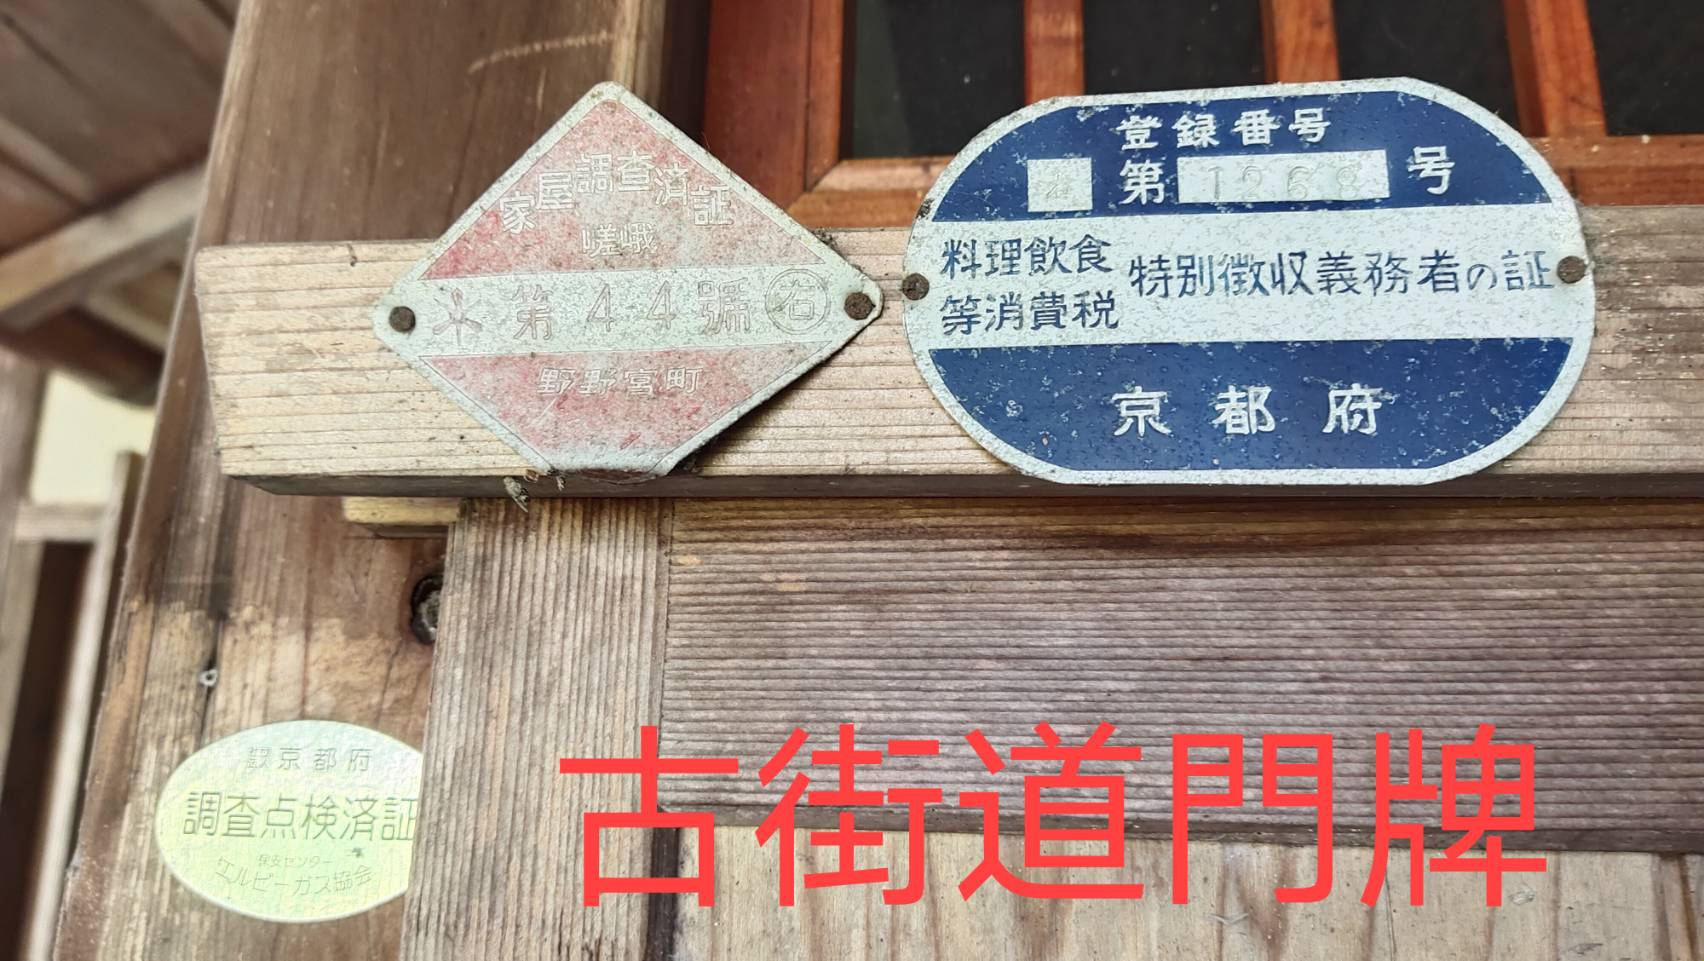 家屋調査済証
嵯峨
第44號 右
野野宮町
登録番号
第1268号
料理飲食
等消費税
特別徴収義務者の証
京都府
京都府
調査点検済証
保安センター
エルピーガス協会
古街道門牌